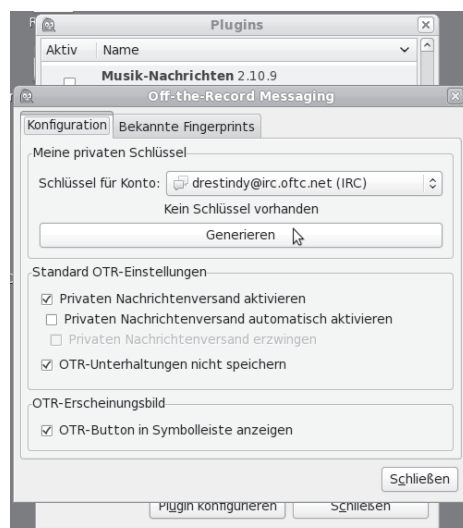 Plugins
Aktiv Name
Musik-Nachrichten 2.10.9
Off-the-Record Messaging
Konfiguration Bekannte Fingerprints
Meine privaten Schlüssel
Schlüssel für Konto: drestindy@irc.oftc.net (IRC)
Kein Schlüssel vorhanden
Generieren
Standard OTR-Einstellungen
Privaten Nachrichtenversand aktivieren
Privaten Nachrichtenversand automatisch aktivieren
Privaten Nachrichtenversand erzwingen
OTR-Unterhaltungen nicht speichern
OTR-Erscheinungsbild
OTR-Button in Symbolleiste anzeigen
Schließen
Plugin konfigurieren Schließen